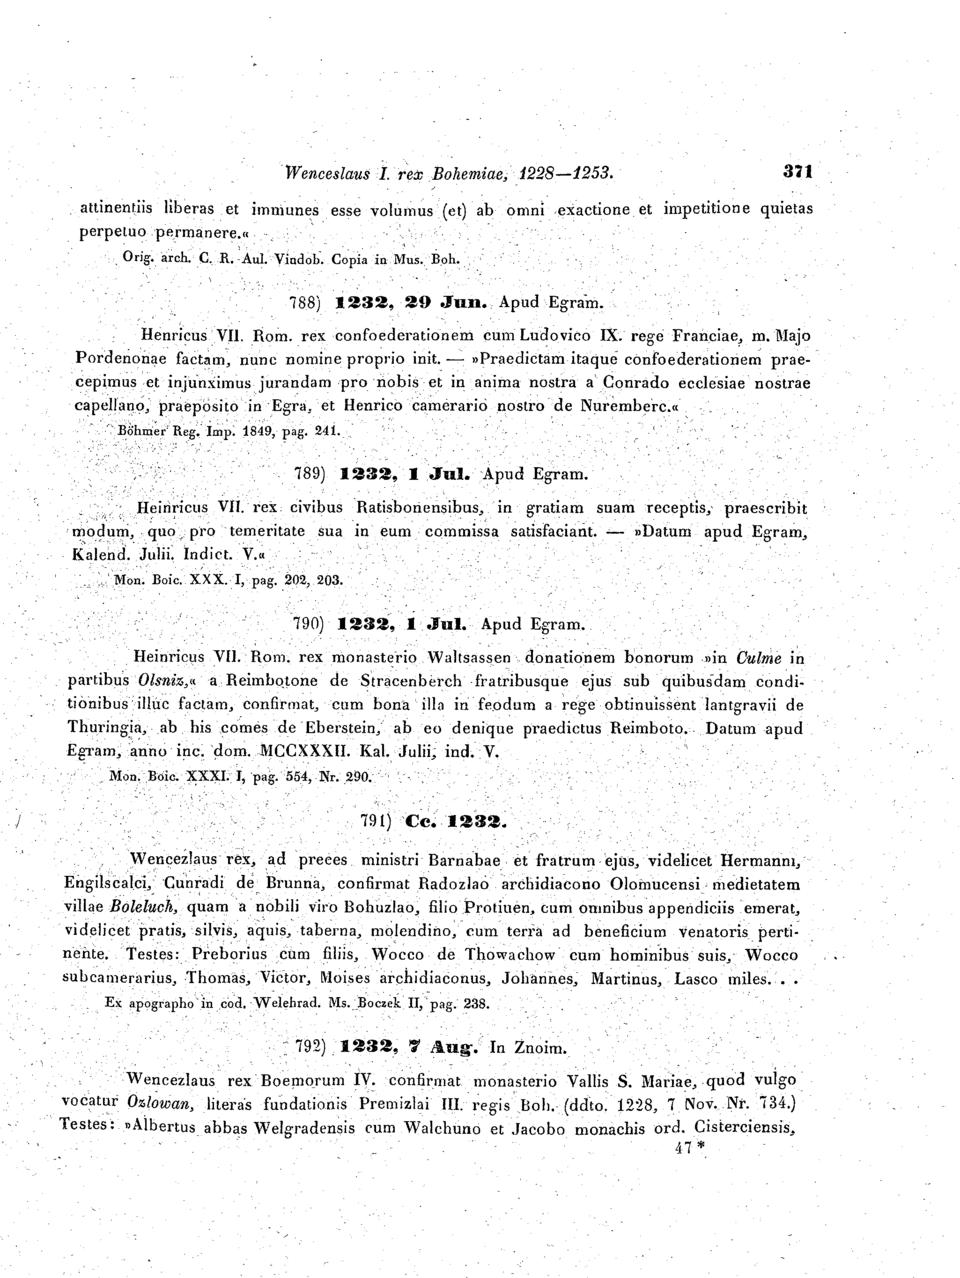 Wenceslaus I. rex Bohemiae, 1228—1253. 371
attinentiis liberas et immunes esse volumus (et) ab omni exactione et impetitione quietas
perpetuo permanere.«
Orig. arch. C. R. Aul. Vindob. Copia in Mus. Boh.
788) 1232, 29 Jun. Apud Egram.
Henricus VII. Rom. rex confoederationem cum Ludovico IX. rege Franciae, m. Majo
Pordenonae factam, nunc nomine proprio init. — »Praedictam itaque confoederationem prae-
cepimus et injunximus jurandam pro nobis et in anima nostra a Conrado ecclesiae nostrae
capellano, praeposito in Egra, et Henrico camerario nostro de Nuremberc.«
Böhmer Reg. Imp. 1849, pag. 241.
789) 1232, 1 Jul. Apud Egram.
Heinricus VII. rex civibus Ratisbonensibus, in gratiam suam receptis, praescribit
modum, quo pro temeritate sua in eum commissa satisfaciant. — »Datum apud Egram,
Kalend. Julii. Indict. V.«
Mon. Boic. XXX. I, pag. 202, 203.
790) 1232, 1 Jul. Apud Egram.
Heinricus VII. Rom. rex monasterio Waltsassen donationem bonorum »in Culme in
partibus Olsniz,« a Reimbotone de Stracenberch fratribusque ejus sub quibusdam condi-
tionibus illuc factam, confirmat, cum bona illa in feodum a rege obtinuissent lantgravii de
Thuringia, ab his comes de Eberstein, ab eo denique praedictus Reimboto. Datum apud
Egram, anno inc. dom. MCCXXXII. Kal. Julii, ind. V.
Mon. Boic. XXXI. I, pag. 554, Nr. 290.
791) Cc. 1232.
Wencezlaus rex, ad preces ministri Barnabae et fratrum ejus, videlicet Hermanni,
Engilscalci, Cunradi de Brunna, confirmat Radozlao archidiacono Olomucensi medietatem
villae Boleluch, quam a nobili viro Bohuzlao, filio Protiuen, cum omnibus appendiciis emerat,
videlicet pratis, silvis, aquis, taberna, molendino, cum terra ad beneficium venatoris perti-
nente. Testes: Preborius cum filiis, Wocco de Thowachow cum hominibus suis, Wocco
subcamerarius, Thomas, Victor, Moises archidiaconus, Johannes, Martinus, Lasco miles. . .
Ex apographo in cod. Welehrad. Ms. Boczek II, pag. 238.
792) 1232, 7 Aug. In Znoim.
Wencezlaus rex Boemorum IV. confirmat monasterio Vallis S. Mariae, quod vulgo
vocatur Ozlowan, literas fundationis Premizlai III. regis Boh. (ddto. 1228, 7 Nov. Nr. 734.)
Testes: »Albertus abbas Welgradensis cum Walchuno et Jacobo monachis ord. Cisterciensis,
47*